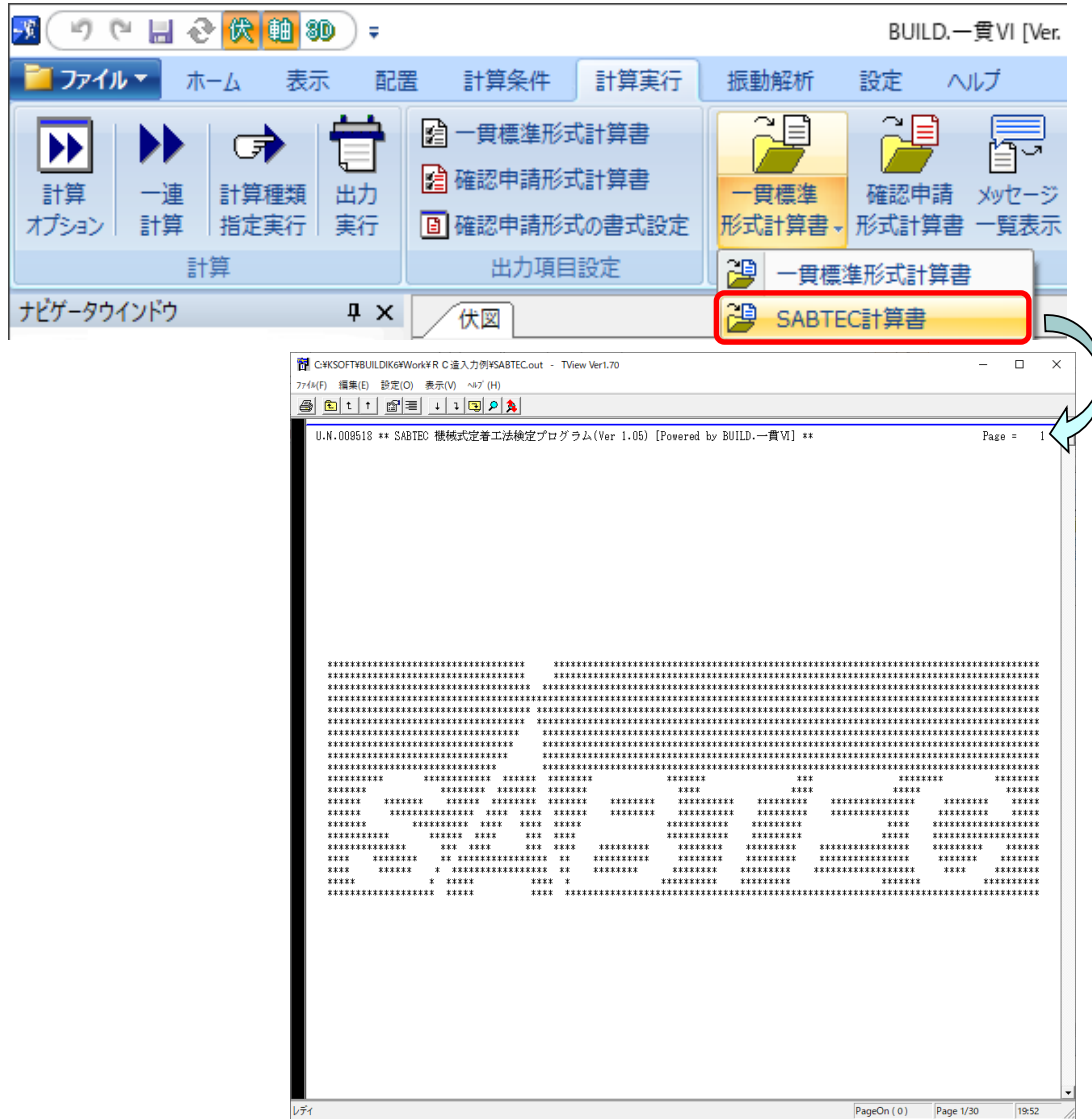 伏 軸 3D
BUILD.一貫VI [Ver.
ファイル ホーム 表示 配置 計算条件 計算実行 振動解析 設定 ヘルプ
計算
オプション
一連
計算
計算種類
指定実行
出力
実行
計算
一貫標準形式計算書
確認申請形式計算書
確認申請形式の書式設定
出力項目設定
一貫標準
形式計算書
確認申請
形式計算書
メッセージ
一覧表示
一貫標準形式計算書
SABTEC計算書
ナビゲータウインドウ
伏図
C:¥KSOFT¥BUILDIK6¥Work¥ＲＣ造入力例¥SABTEC.out - TView Ver1.70
ファイル(F) 編集(E) 設定(O) 表示(V) ヘルプ(H)
U.N.009518 ** SABTEC 機械式定着工法検定プログラム(Ver 1.05) [Powered by BUILD.一貫Ⅵ] ** Page = 1
SABTEC
レディ PageOn ( 0 ) Page 1/30 19:52